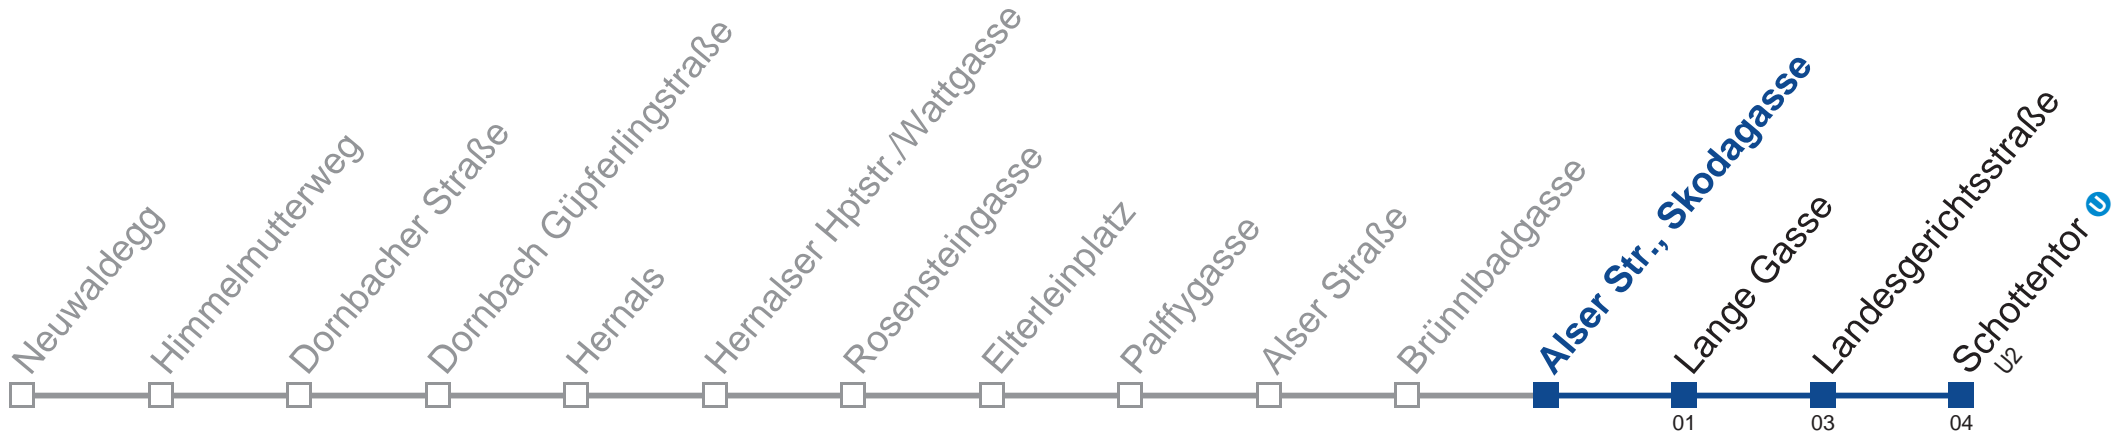 Neuwaldegg
Himmelmutterweg
Dornbacher Straße
Dornbach Güpferlingstraße
Hernals
Hernalser Hptstr./Wattgasse
Rosensteingasse
Elterleinplatz
Palffygasse
Alser Straße
Brünnlbadgasse
Alser Str., Skodagasse
Lange Gasse
01
Landesgerichtsstraße
03
Schottentor U
U2
04